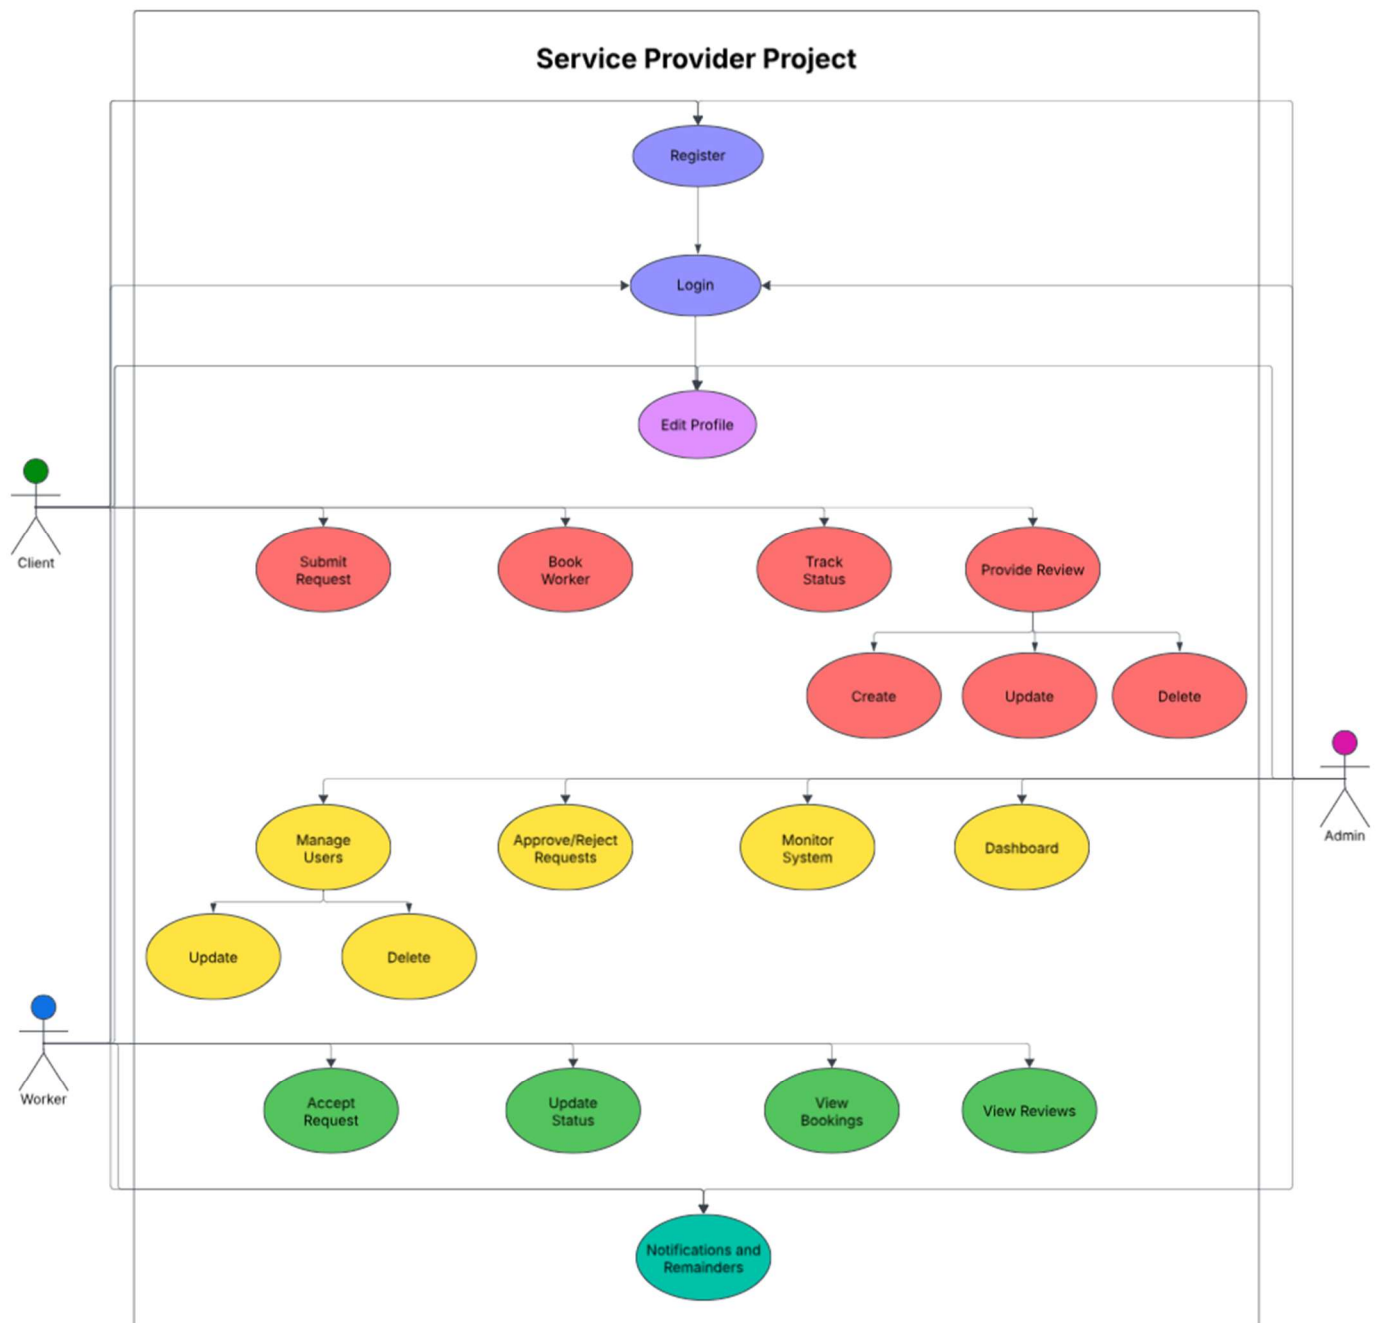 Service Provider Project
Register
Login
Edit Profile
Client
Submit
Request
Book
Worker
Track
Status
Provide Review
Create
Update
Delete
Admin
Manage
Users
Approve/Reject
Requests
Monitor
System
Dashboard
Update
Delete
Worker
Accept
Request
Update
Status
View
Bookings
View Reviews
Notifications and
Remainders